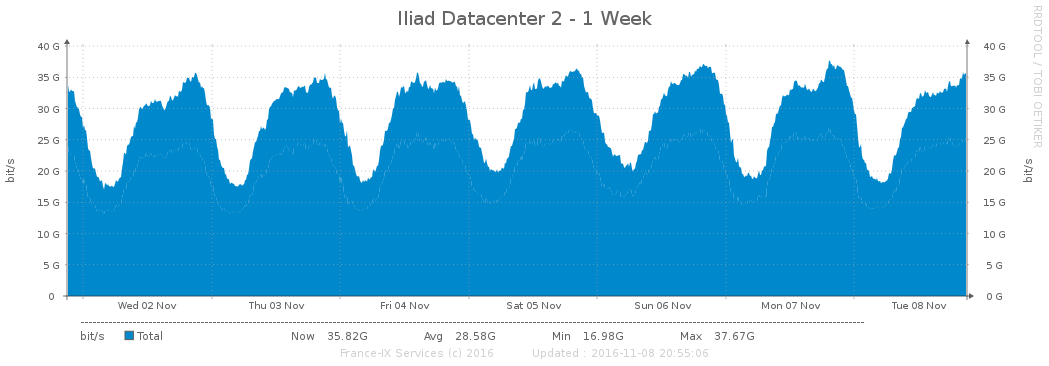 Iliad Datacenter 2 - 1 Week
RRDTOOL / TOBI OETIKER
40 G 40 G
35 G 35 G
30 G 30 G
25 G 25 G
20 G 20 G
15 G 15 G
10 G 10 G
5 G 5 G
0 0 G
bit/s bit/s
Wed 02 Nov Thu 03 Nov Fri 04 Nov Sat 05 Nov Sun 06 Nov Mon 07 Nov Tue 08 Nov
bit/s Total Now 35.82G Avg 28.58G Min 16.98G Max 37.67G
France-IX Services (c) 2016 Updated : 2016-11-08 20:55:06